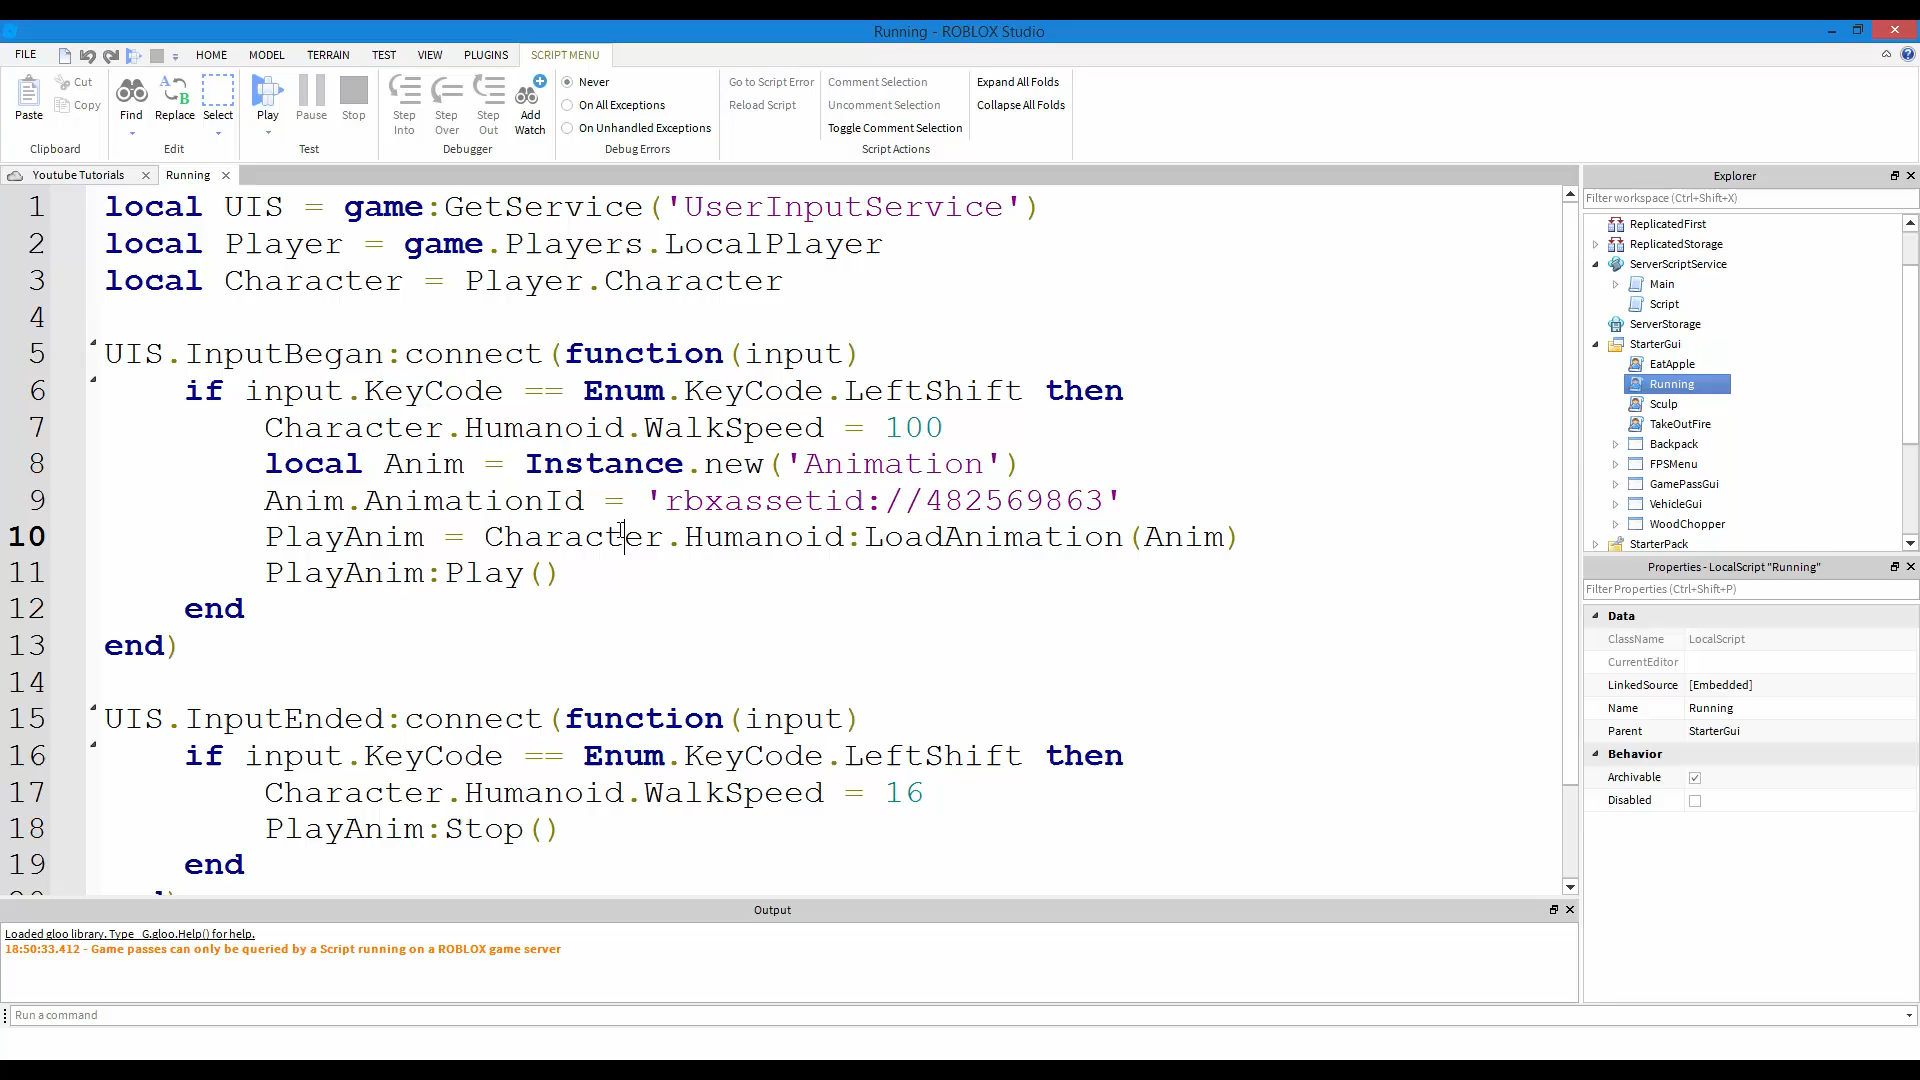 Running - ROBLOX Studio
FILE HOME MODEL TERRAIN TEST VIEW PLUGINS SCRIPT MENU
Paste
Cut
Copy
Clipboard
Find
Replace
Select
Edit
Play
Pause
Stop
Test
Step Into
Step Over
Step Out
Add Watch
Debugger
Never
On All Exceptions
On Unhandled Exceptions
Debug Errors
Go to Script Error
Reload Script
Comment Selection
Uncomment Selection
Toggle Comment Selection
Script Actions
Expand All Folds
Collapse All Folds
Youtube Tutorials
Running
1 local UIS = game:GetService('UserInputService')
2 local Player = game.Players.LocalPlayer
3 local Character = Player.Character
4
5 UIS.InputBegan:connect(function(input)
6 if input.KeyCode == Enum.KeyCode.LeftShift then
7 Character.Humanoid.WalkSpeed = 100
8 local Anim = Instance.new('Animation')
9 Anim.AnimationId = 'rbxassetid://482569863'
10 PlayAnim = Character.Humanoid:LoadAnimation(Anim)
11 PlayAnim:Play()
12 end
13 end)
14
15 UIS.InputEnded:connect(function(input)
16 if input.KeyCode == Enum.KeyCode.LeftShift then
17 Character.Humanoid.WalkSpeed = 16
18 PlayAnim:Stop()
19 end
Output
Loaded gloo library. Type _G.gloo.Help() for help.
18:50:33.412 - Game passes can only be queried by a Script running on a ROBLOX game server
Run a command
Explorer
Filter workspace (Ctrl+Shift+X)
ReplicatedFirst
ReplicatedStorage
ServerScriptService
Main
Script
ServerStorage
StarterGui
EatApple
Running
Sculp
TakeOutFire
Backpack
FPSMenu
GamePassGui
VehicleGui
WoodChopper
StarterPack
Properties - LocalScript "Running"
Filter Properties (Ctrl+Shift+P)
Data
ClassName LocalScript
CurrentEditor
LinkedSource [Embedded]
Name Running
Parent StarterGui
Behavior
Archivable
Disabled